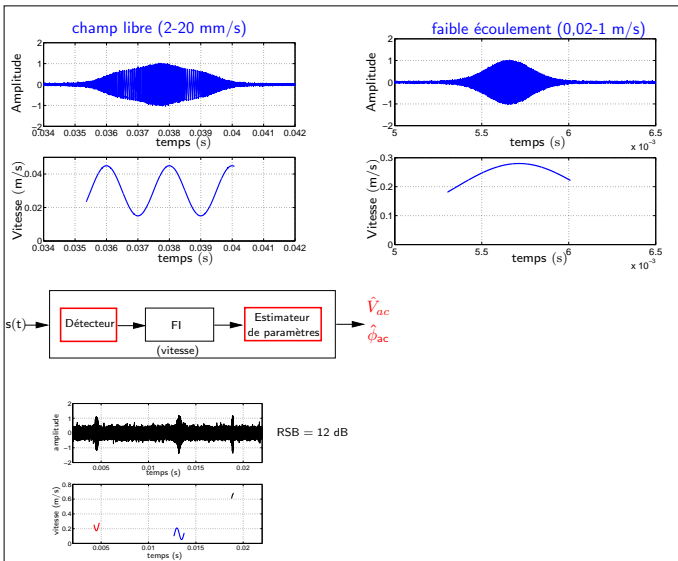 champ libre (2-20 mm/s)
faible écoulement (0,02-1 m/s)
2
1
0
−1
−2
Amplitude
0.034 0.035 0.036 0.037 0.038 0.039 0.04 0.041 0.042
temps (s)
2
1
0
−1
−2
Amplitude
5 5.5 6 6.5
x 10⁻³
temps (s)
0.04
0.02
0
Vitesse (m/s)
0.034 0.035 0.036 0.037 0.038 0.039 0.04 0.041 0.042
temps (s)
0.3
0.2
0.1
0
Vitesse (m/s)
5 5.5 6 6.5
x 10⁻³
temps (s)
s(t)
Détecteur
FI
(vitesse)
Estimateur
de paramètres
V̂ac
ϕ̂ac
2
1
0
−1
−2
amplitude
0.005 0.01 0.015 0.02
temps (s)
RSB = 12 dB
0.8
0.6
0.4
0.2
0
vitesse (m/s)
0.005 0.01 0.015 0.02
temps (s)